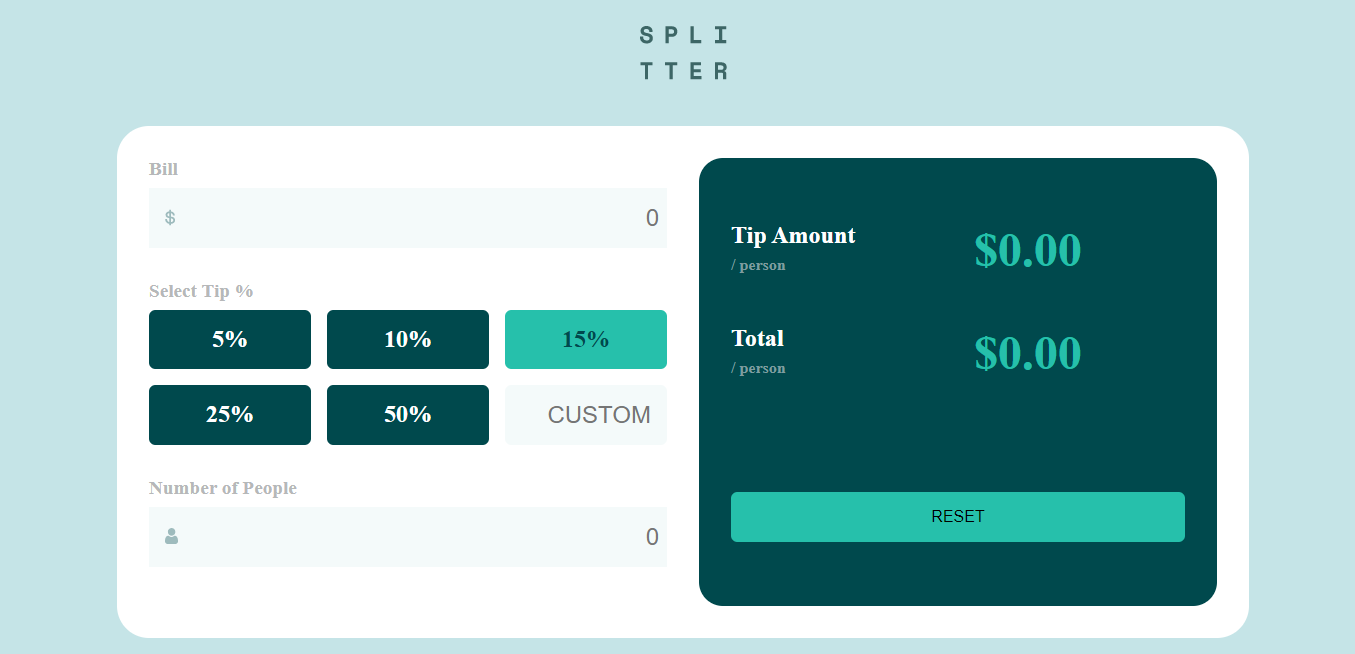 SPLI
TTER
Bill
$ 0
Select Tip %
5% 10% 15%
25% 50% CUSTOM
Number of People
0
Tip Amount
/ person
$0.00
Total
/ person
$0.00
RESET